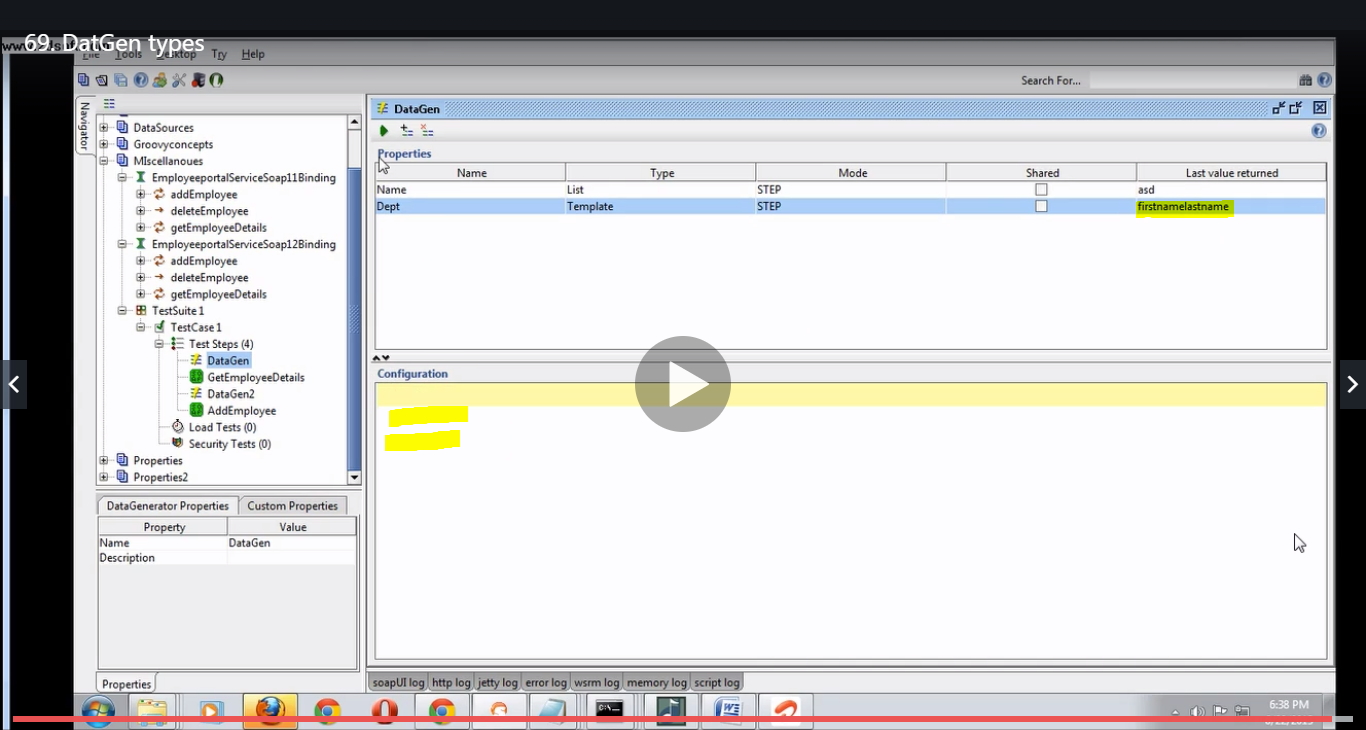 69. DatGen types
Tools Desktop Try Help
Search For...
Navigator
DataSources
Groovyconcepts
MIscellanoues
EmployeeportalServiceSoap11Binding
addEmployee
deleteEmployee
getEmployeeDetails
EmployeeportalServiceSoap12Binding
addEmployee
deleteEmployee
getEmployeeDetails
TestSuite 1
TestCase 1
Test Steps (4)
DataGen
GetEmployeeDetails
DataGen2
AddEmployee
Load Tests (0)
Security Tests (0)
Properties
Properties2
DataGenerator Properties Custom Properties
Property Value
Name DataGen
Description
Properties
DataGen
Properties
Name Type Mode Shared Last value returned
Name List STEP asd
Dept Template STEP firstnamelastname
Configuration
soapUI log http log jetty log error log wsrm log memory log script log
6:38 PM